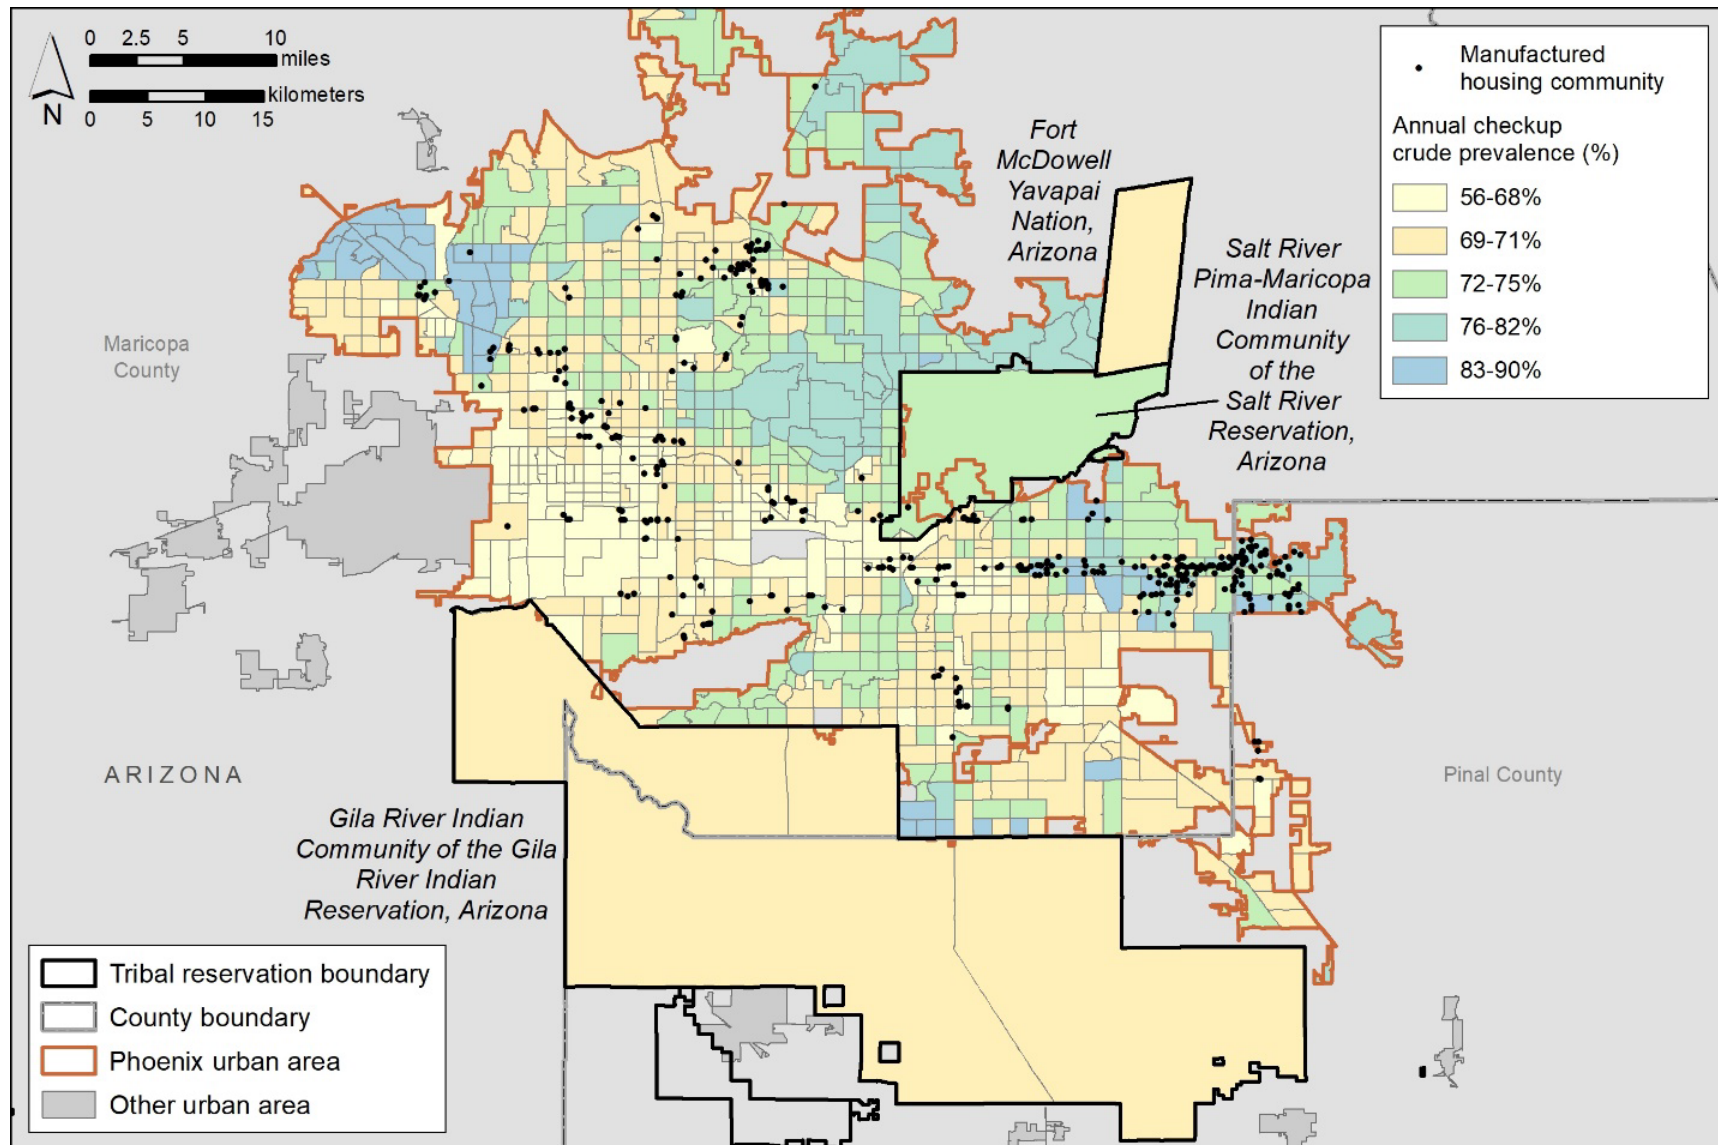 0 2.5 5 10
miles
kilometers
0 5 10 15
N
Manufactured
housing community
Annual checkup
crude prevalence (%)
56-68%
69-71%
72-75%
76-82%
83-90%
Fort
McDowell
Yavapai
Nation,
Arizona
Salt River
Pima-Maricopa
Indian
Community
of the
Salt River
Reservation,
Arizona
Maricopa
County
ARIZONA
Pinal County
Gila River Indian
Community of the Gila
River Indian
Reservation, Arizona
Tribal reservation boundary
County boundary
Phoenix urban area
Other urban area